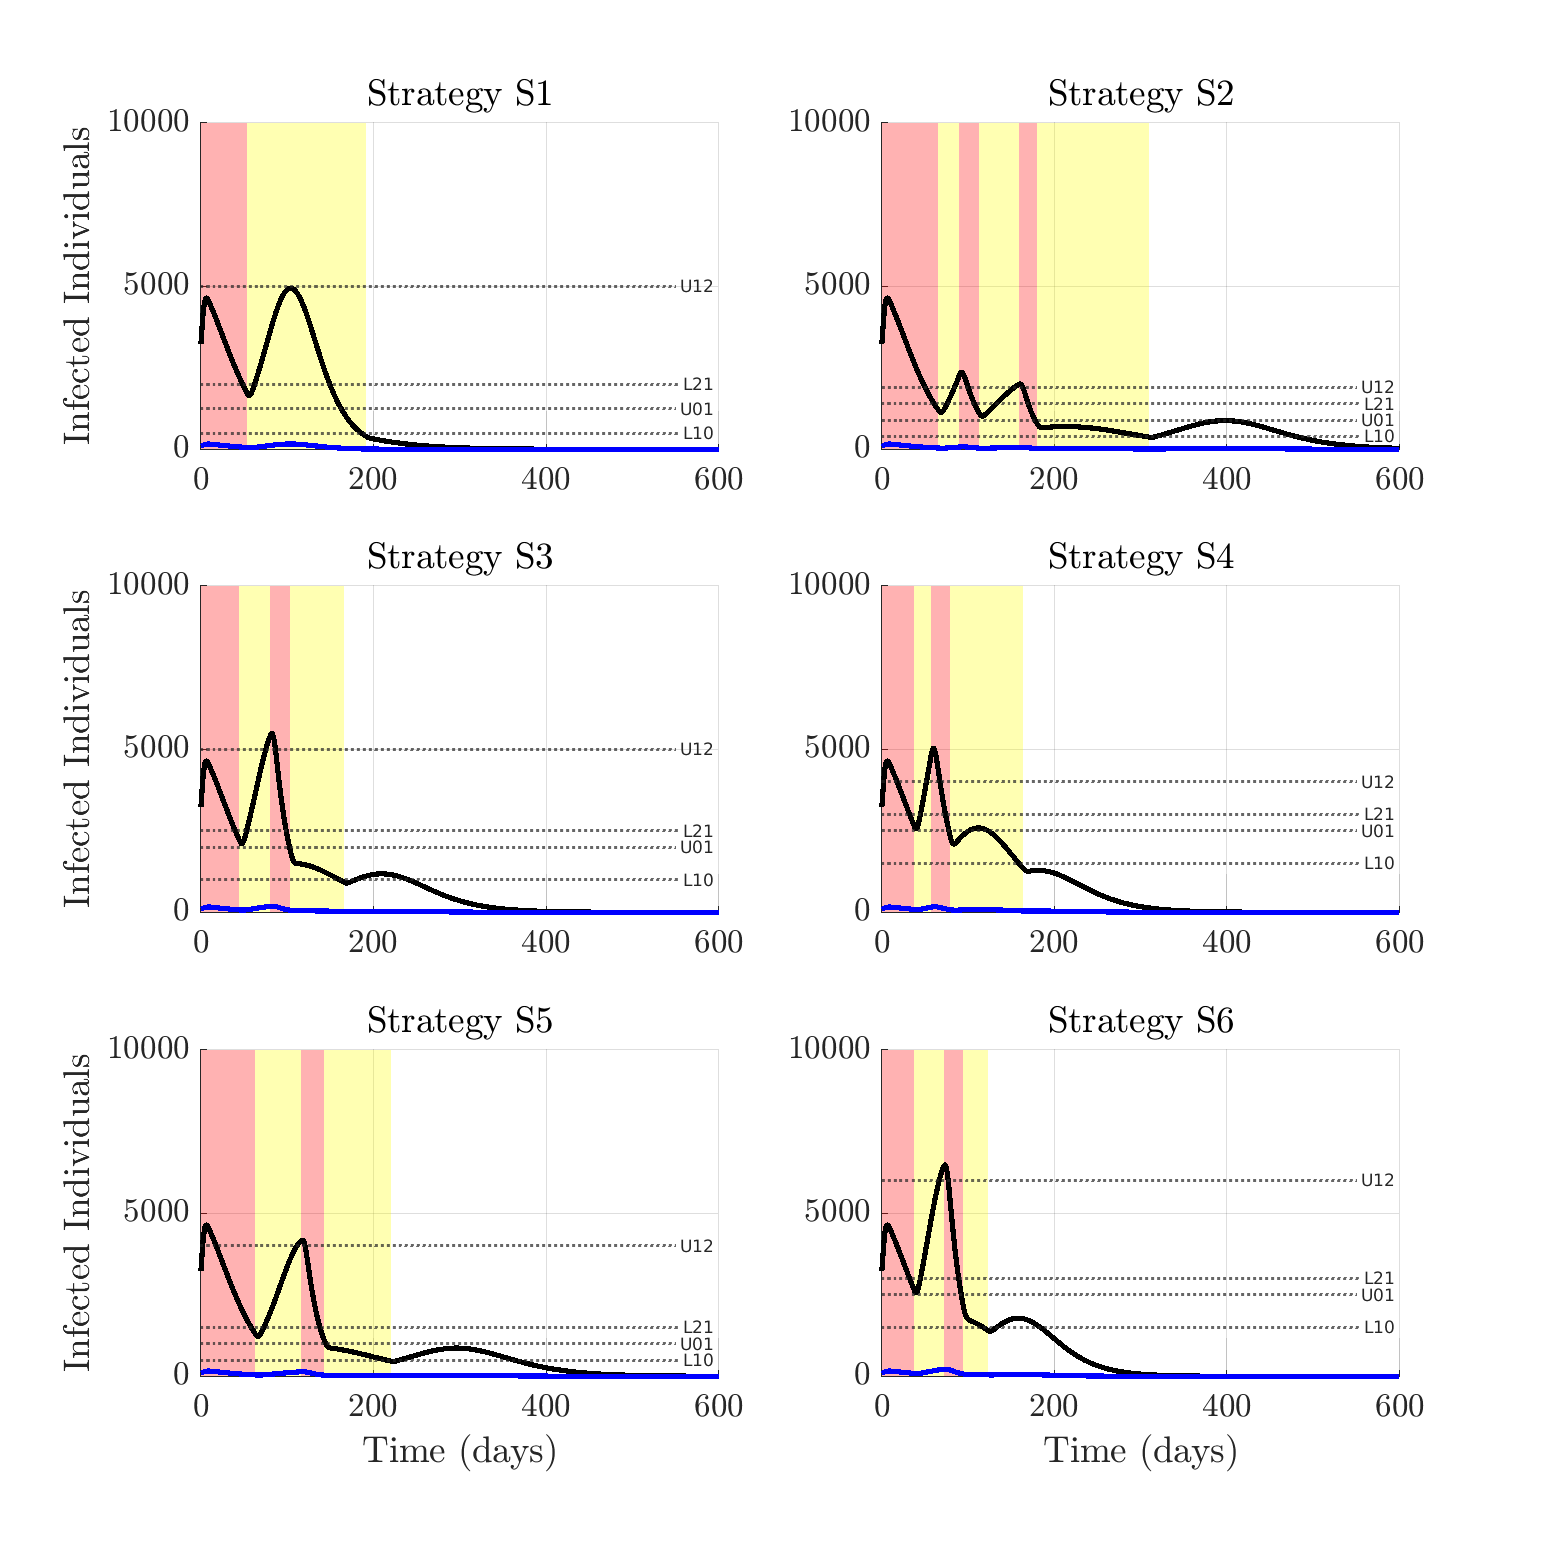 Strategy S1
Infected Individuals
10000
5000
0
U12
L21
U01
L10
0 200 400 600
Strategy S2
10000
5000
0
U12
L21
U01
L10
0 200 400 600
Strategy S3
Infected Individuals
10000
5000
0
U12
L21
U01
L10
0 200 400 600
Strategy S4
10000
5000
0
U12
L21
U01
L10
0 200 400 600
Strategy S5
Infected Individuals
10000
5000
0
U12
L21
U01
L10
0 200 400 600
Time (days)
Strategy S6
10000
5000
0
U12
L21
U01
L10
0 200 400 600
Time (days)